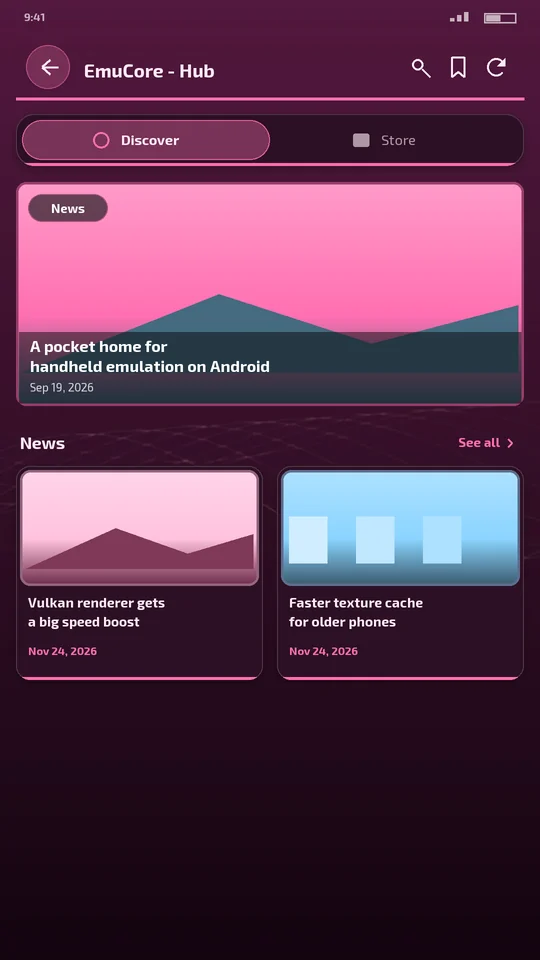 9:41
EmuCore - Hub
Discover
Store
News
A pocket home for
handheld emulation on Android
Sep 19, 2026
News
See all
Vulkan renderer gets
a big speed boost
Nov 24, 2026
Faster texture cache
for older phones
Nov 24, 2026